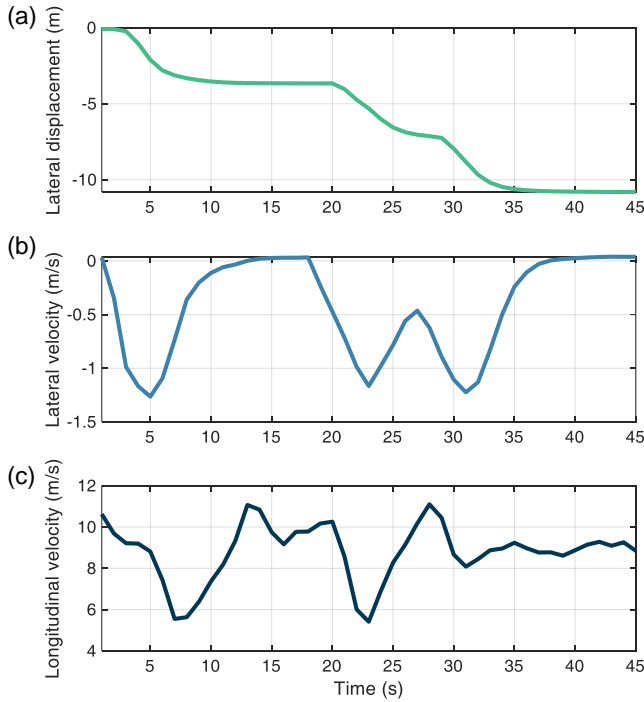 (a)
Lateral displacement (m)
0
-5
-10
5 10 15 20 25 30 35 40 45
(b)
Lateral velocity (m/s)
0
-0.5
-1
-1.5
5 10 15 20 25 30 35 40 45
(c)
Longitudinal velocity (m/s)
12
10
8
6
4
5 10 15 20 25 30 35 40 45
Time (s)